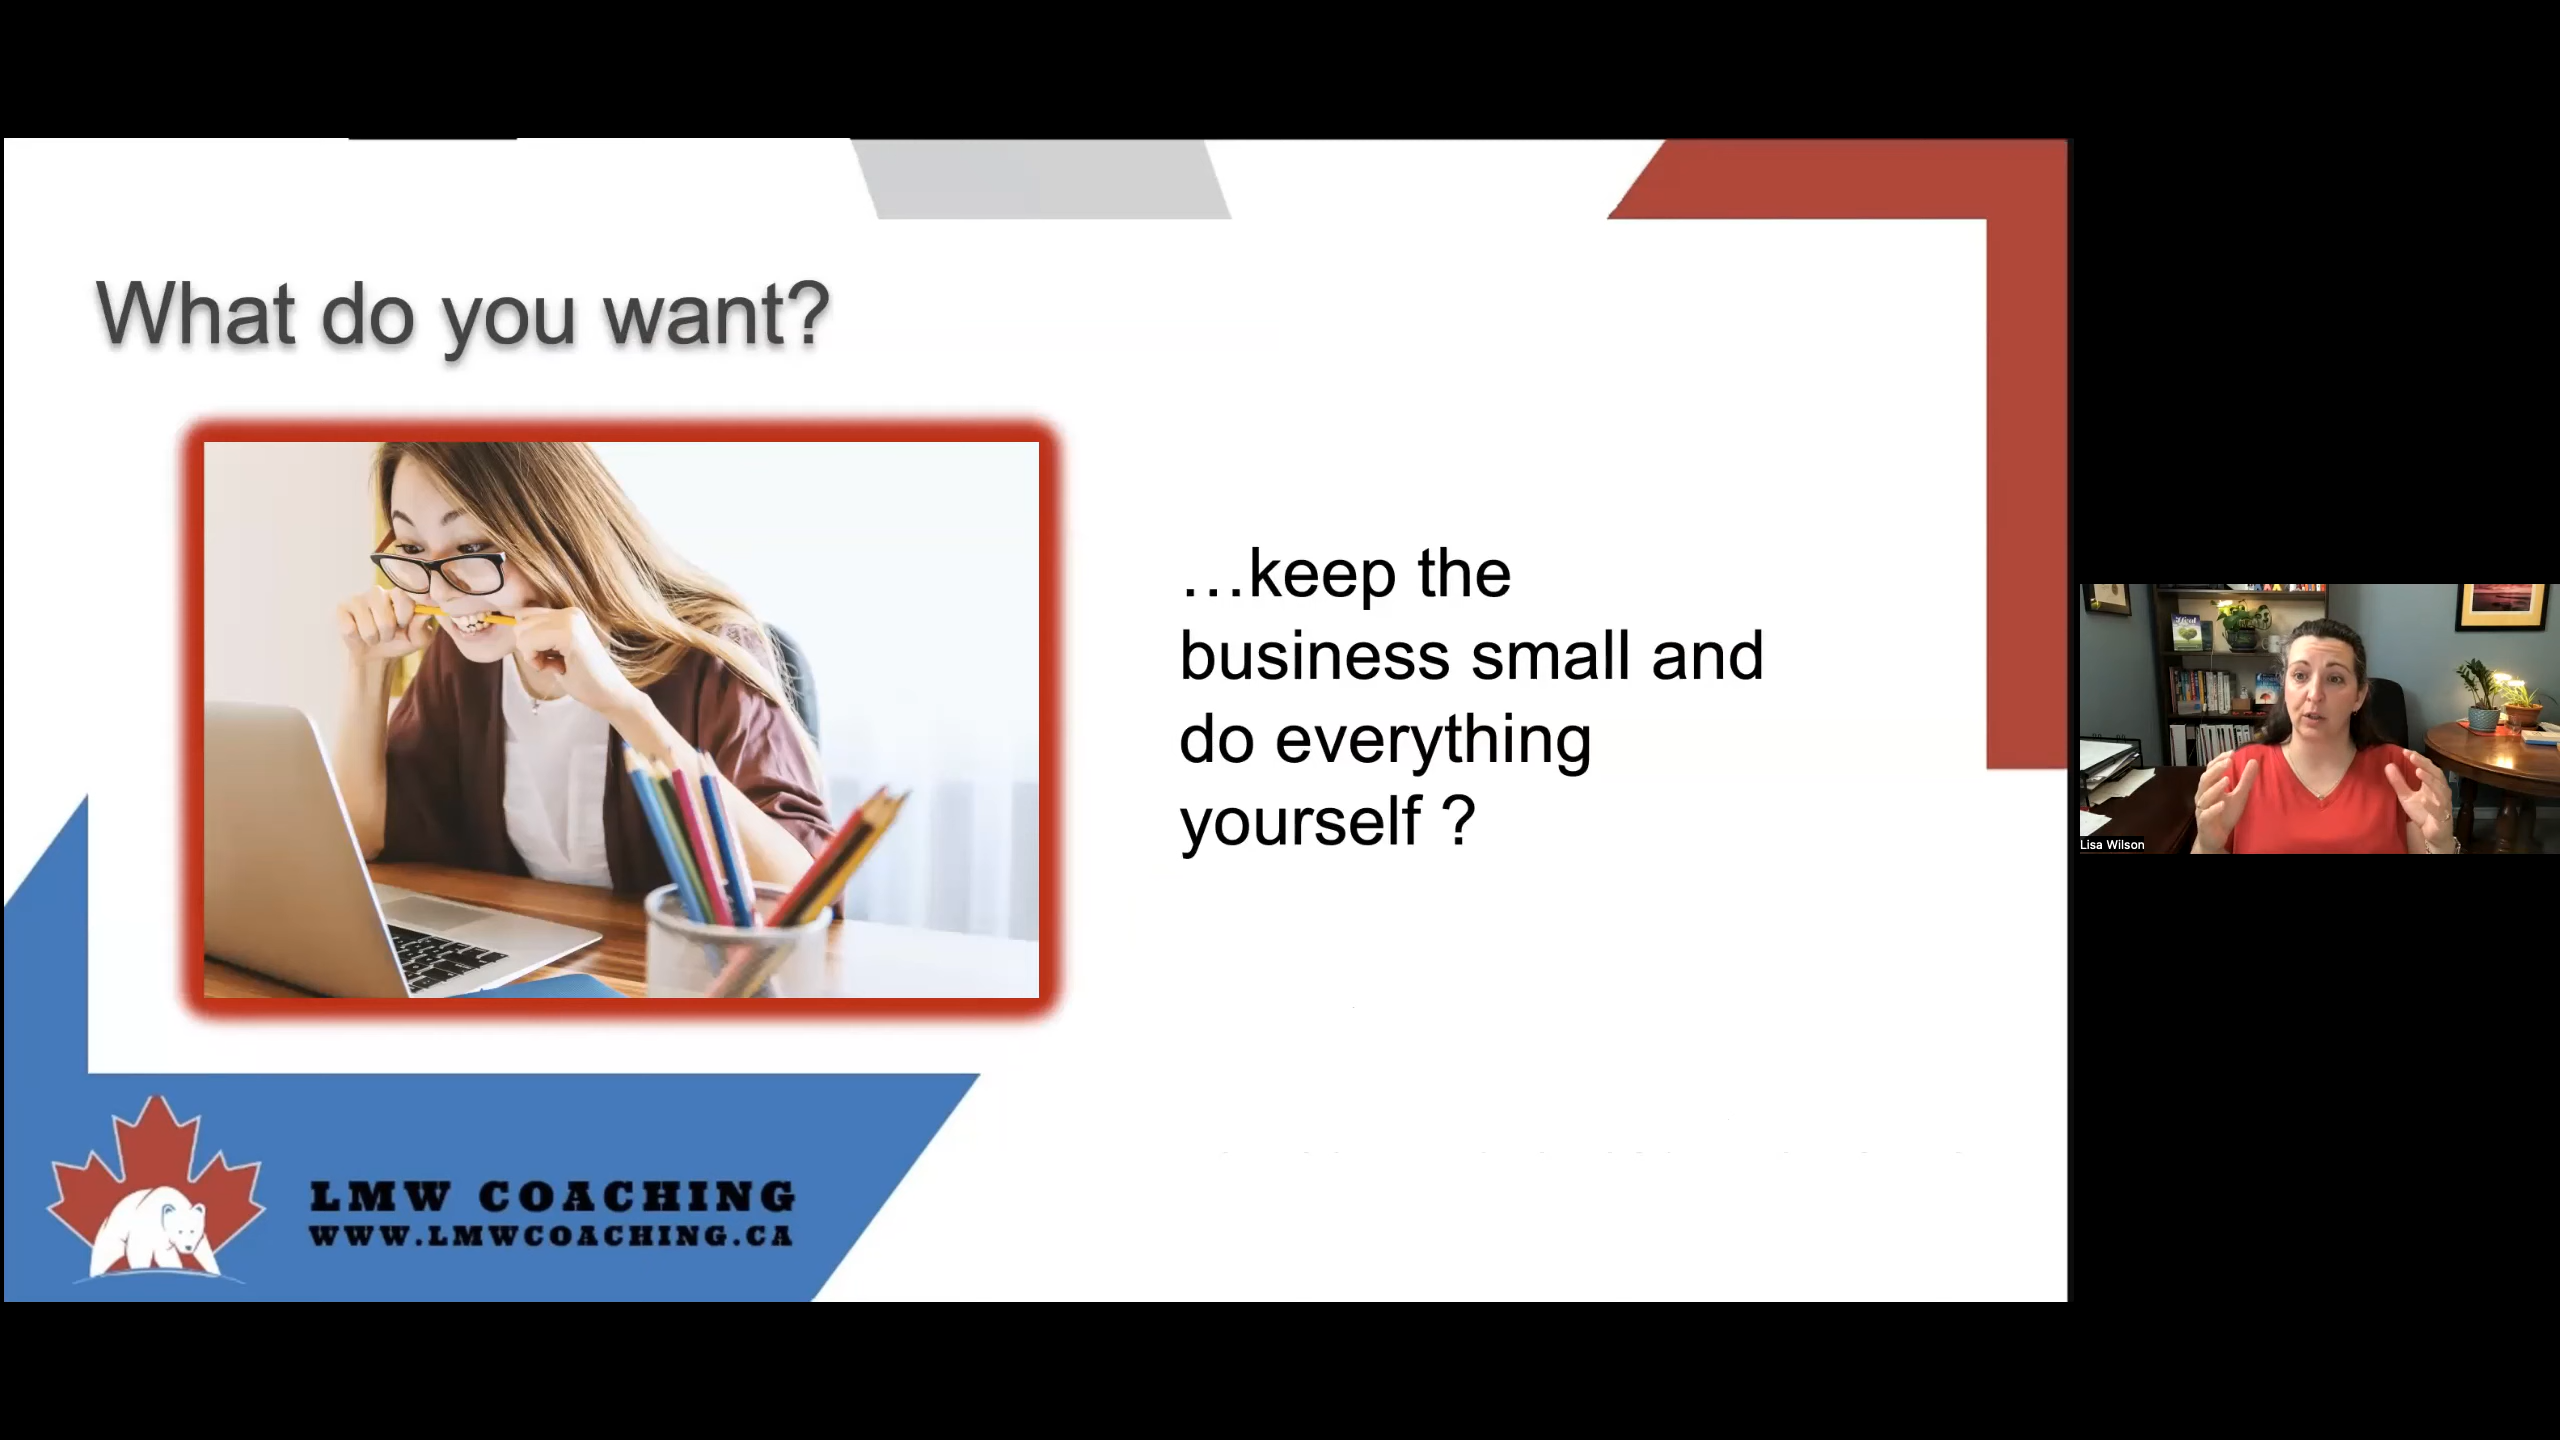 What do you want?
…keep the
business small and
do everything
yourself ?
Lisa Wilson
LMW COACHING
WWW.LMWCOACHING.CA